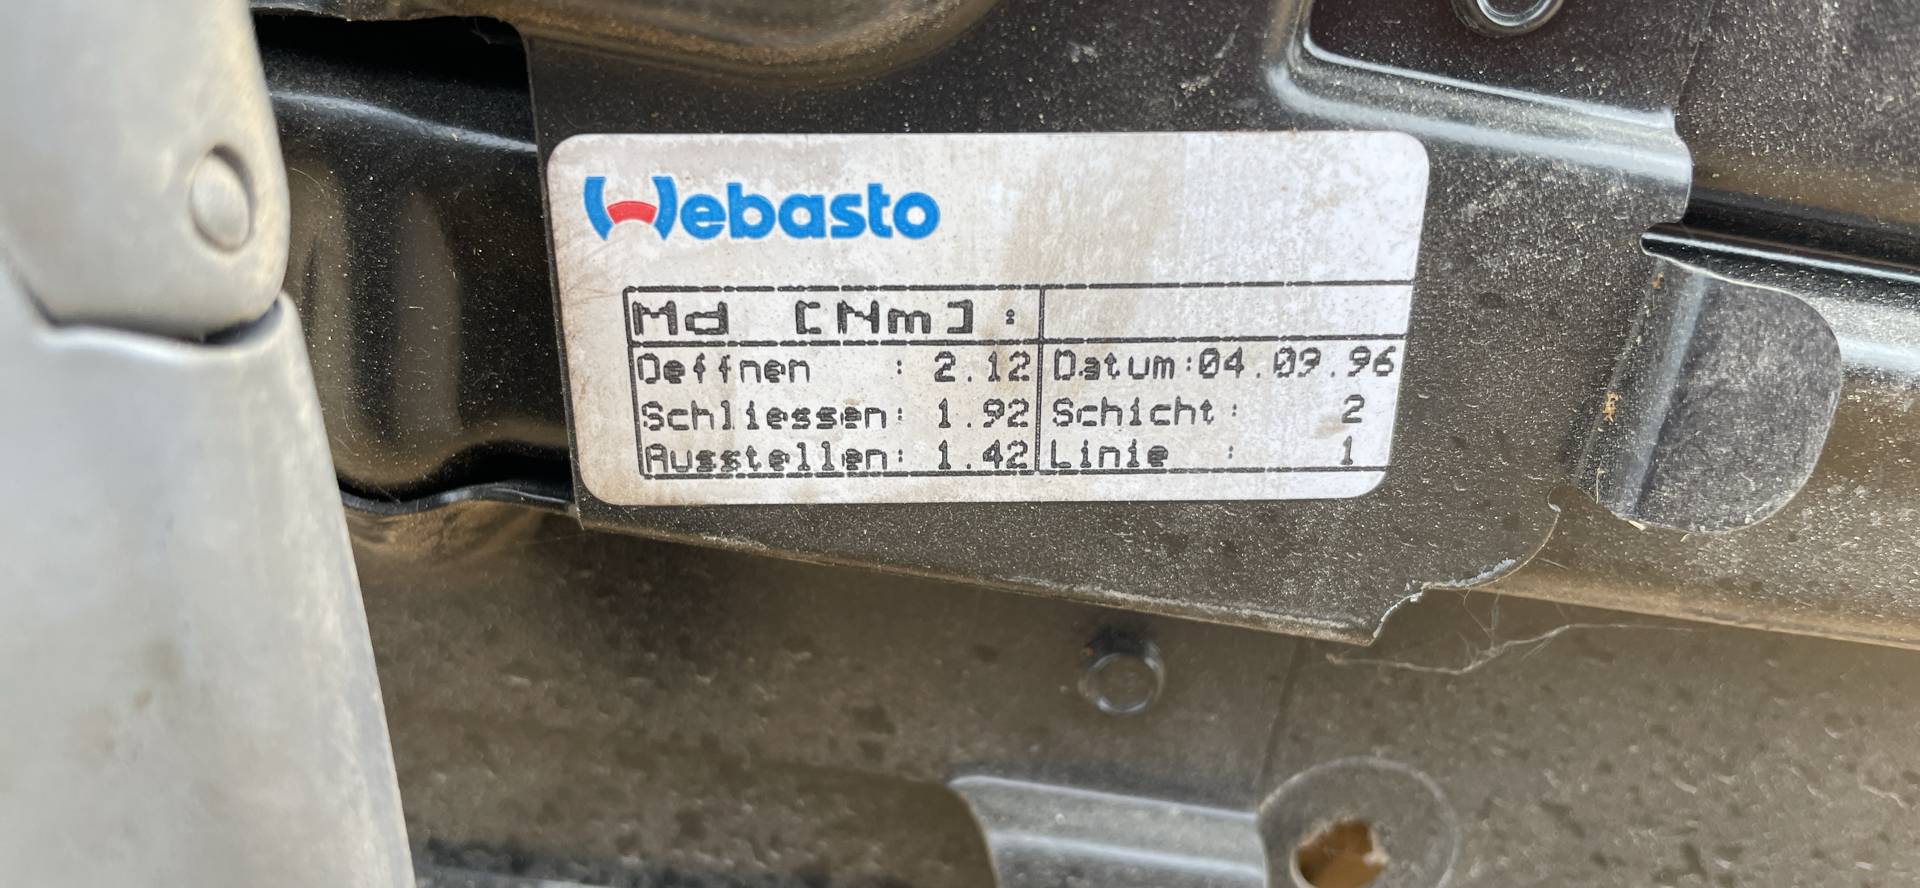 Webasto
Md [Nm] :
Oeffnen : 2.12 Datum:04.09.96
Schliessen: 1.92 Schicht: 2
Ausstellen: 1.42 Linie : 1